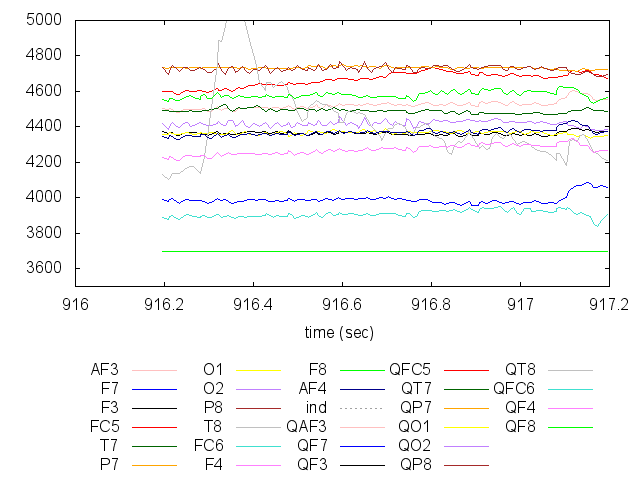 5000
4800
4600
4400
4200
4000
3800
3600
916 916.2 916.4 916.6 916.8 917 917.2
time (sec)
AF3 O1 F8 QFC5 QT8
F7 O2 AF4 QT7 QFC6
F3 P8 ind QP7 QF4
FC5 T8 QAF3 QO1 QF8
T7 FC6 QF7 QO2
P7 F4 QF3 QP8